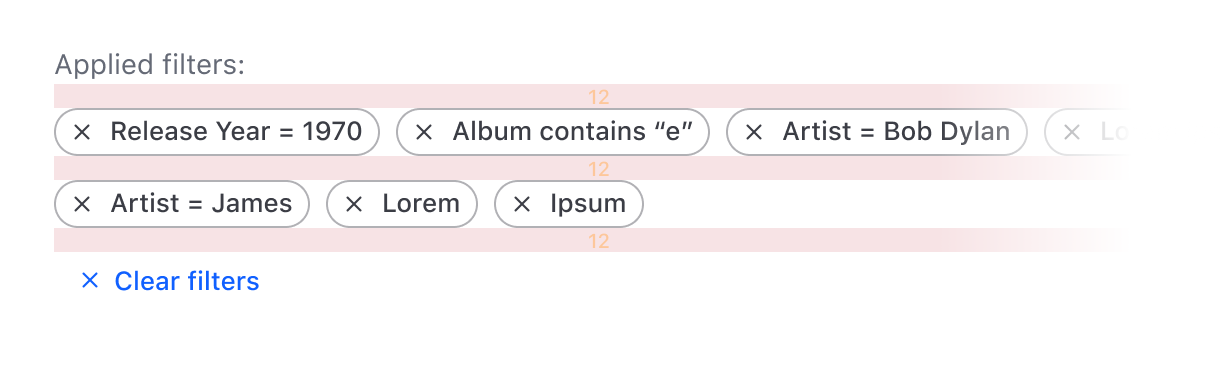 Applied filters:
12
× Release Year = 1970 × Album contains “e” × Artist = Bob Dylan × Lo
12
× Artist = James × Lorem × Ipsum
12
× Clear filters